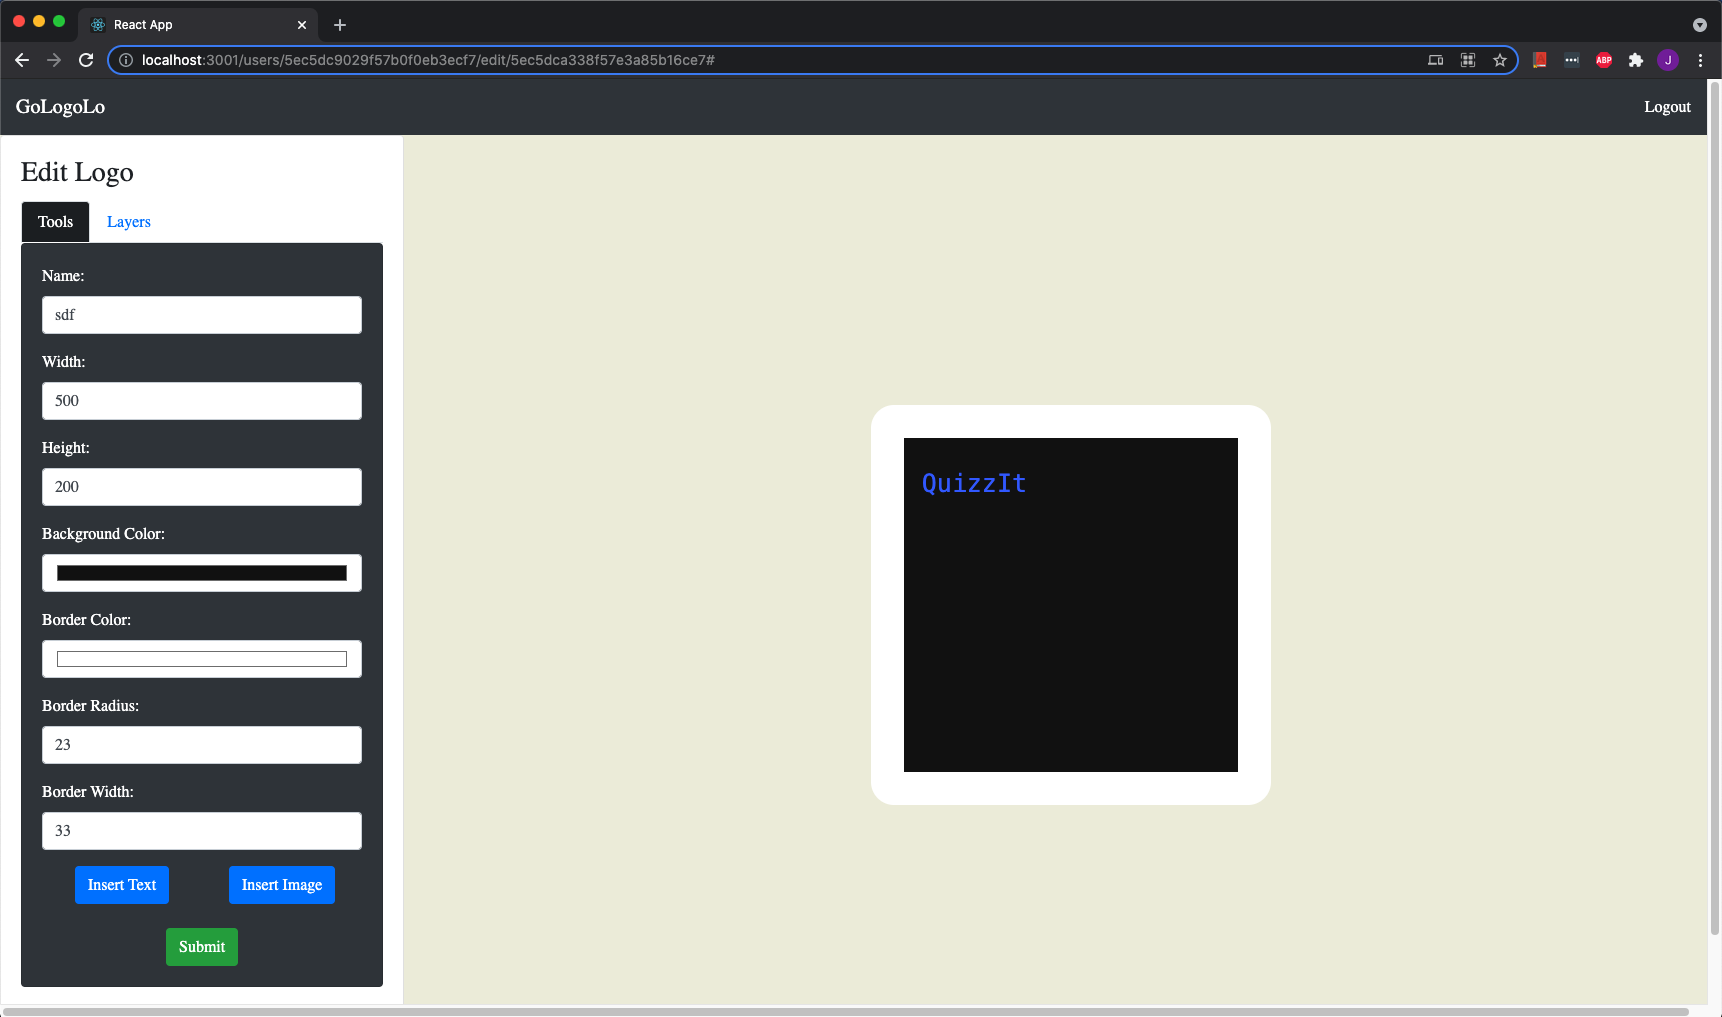 React App
localhost:3001/users/5ec5dc9029f57b0f0eb3ecf7/edit/5ec5dca338f57e3a85b16ce7#
ABP
J
GoLogoLo
Logout
Edit Logo
Tools Layers
Name:
sdf
Width:
500
Height:
200
Background Color:
Border Color:
Border Radius:
23
Border Width:
33
Insert Text Insert Image
Submit
QuizzIt